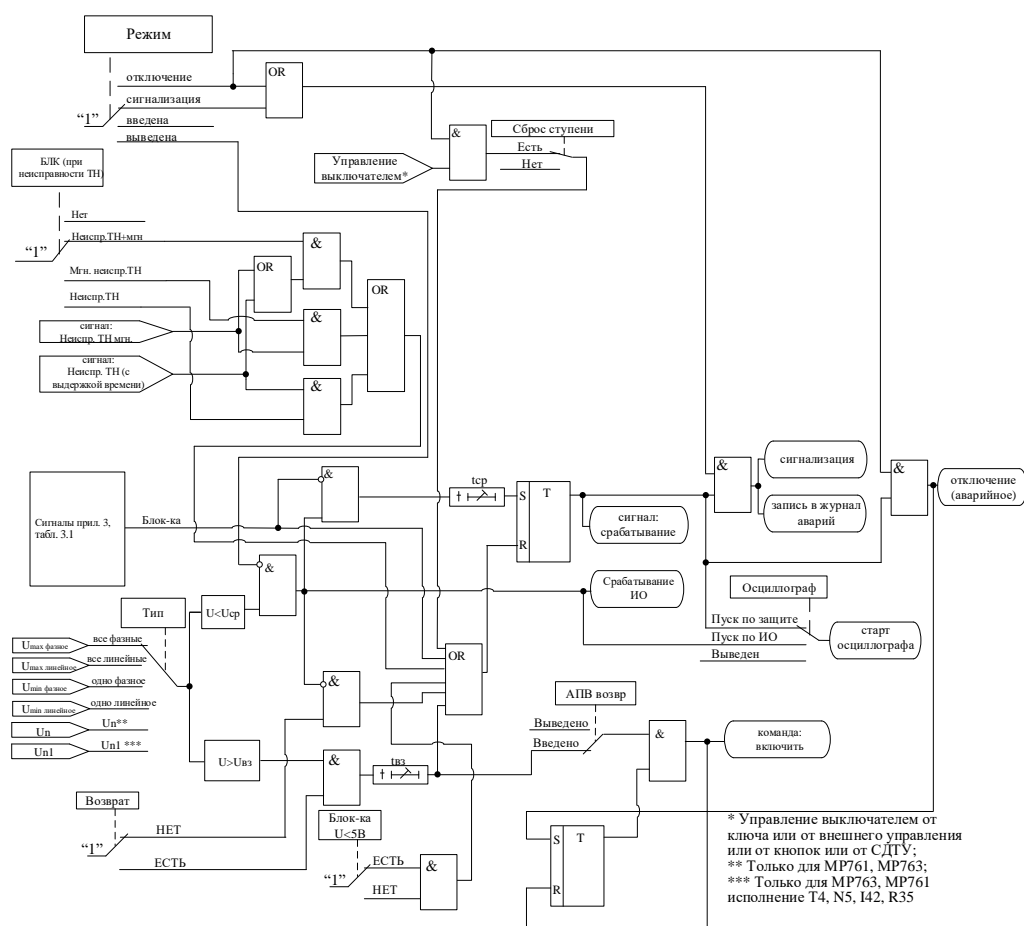 Режим
отключение
сигнализация
“1”
введена
выведена
OR
&
Сброс ступени
Есть
Нет
Управление
выключателем*
БЛК (при
неисправности ТН)
Нет
“1”
Неиспр.ТН+мгн
Мгн. неиспр.ТН
Неиспр.ТН
сигнал:
Неиспр. ТН мгн.
сигнал:
Неиспр. ТН (с
выдержкой времени)
&
OR
OR
&
&
Сигналы прил. 3,
табл. 3.1
Блок-ка
&
tср
S
T
R
сигнал:
срабатывание
&
сигнализация
запись в журнал
аварий
&
отключение
(аварийное)
&
U<Uср
Срабатывание
ИО
Осциллограф
Пуск по защите
Пуск по ИО
Выведен
старт
осциллографа
Тип
Umax фазное
все фазные
Umax линейное
все линейные
Umin фазное
одно фазное
Umin линейное
одно линейное
Un
Un**
Un1
Un1 ***
&
OR
U>Uвз
&
tвз
АПВ возвр
Выведено
Введено
&
команда:
включить
Возврат
“1”
НЕТ
ЕСТЬ
Блок-ка
U<5В
“1”
ЕСТЬ
НЕТ
&
S
T
R
* Управление выключателем от
ключа или от внешнего управления
или от кнопок или от СДТУ;
** Только для МР761, МР763;
*** Только для МР763, МР761
исполнение Т4, N5, I42, R35